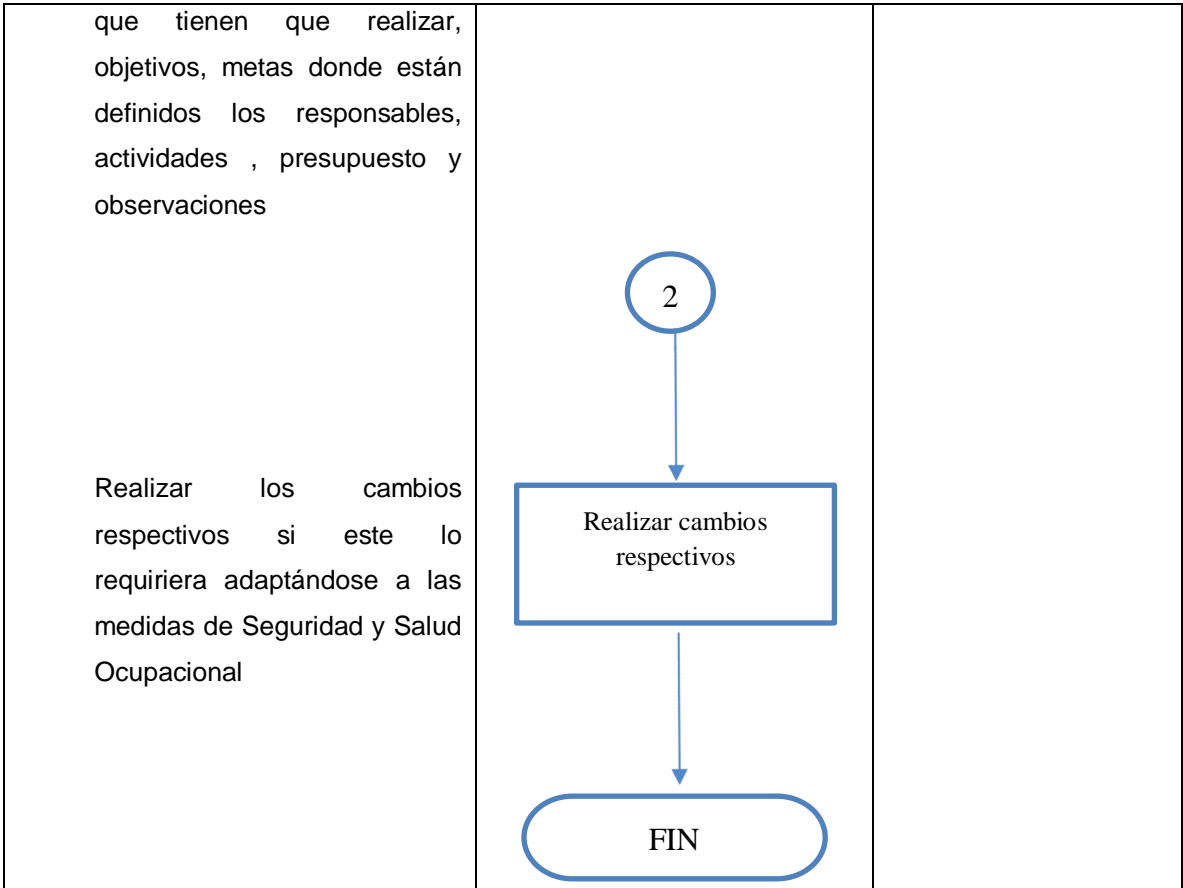 que tienen que realizar,
objetivos, metas donde están
definidos los responsables,
actividades , presupuesto y
observaciones
2
Realizar los cambios
respectivos si este lo
requiriera adaptándose a las
medidas de Seguridad y Salud
Ocupacional
Realizar cambios
respectivos
FIN